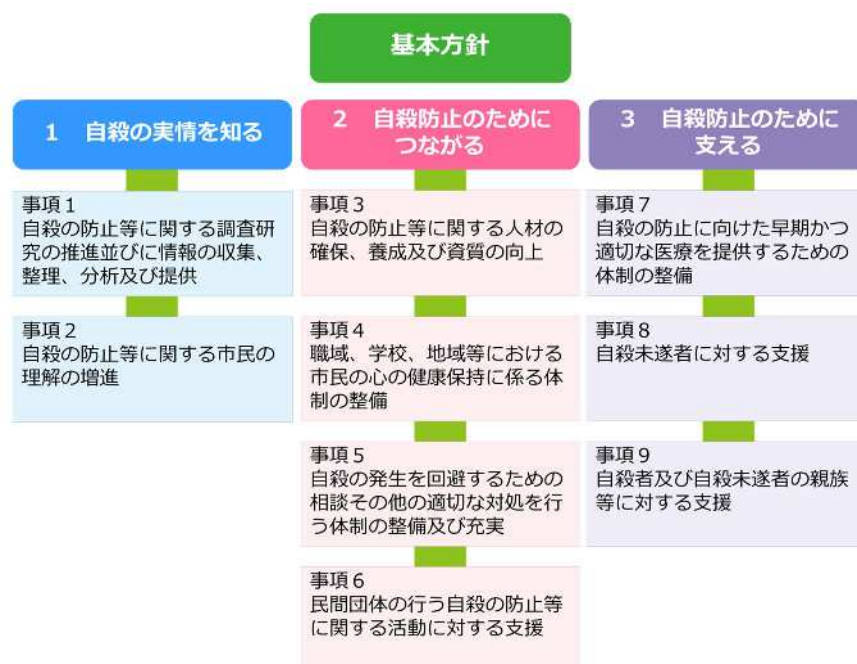 基本方針
1 自殺の実情を知る
事項1
自殺の防止等に関する調査研
究の推進並びに情報の収集、
整理、分析及び提供
事項2
自殺の防止等に関する市民の
理解の増進
2 自殺防止のために
つながる
事項3
自殺の防止等に関する人材の
確保、養成及び資質の向上
事項4
職域、学校、地域等における
市民の心の健康保持に係る体
制の整備
事項5
自殺の発生を回避するための
相談その他の適切な対処を行
う体制の整備及び充実
事項6
民間団体の行う自殺の防止等
に関する活動に対する支援
3 自殺防止のために
支える
事項7
自殺の防止に向けた早期かつ
適切な医療を提供するための
体制の整備
事項8
自殺未遂者に対する支援
事項9
自殺者及び自殺未遂者の親族
等に対する支援